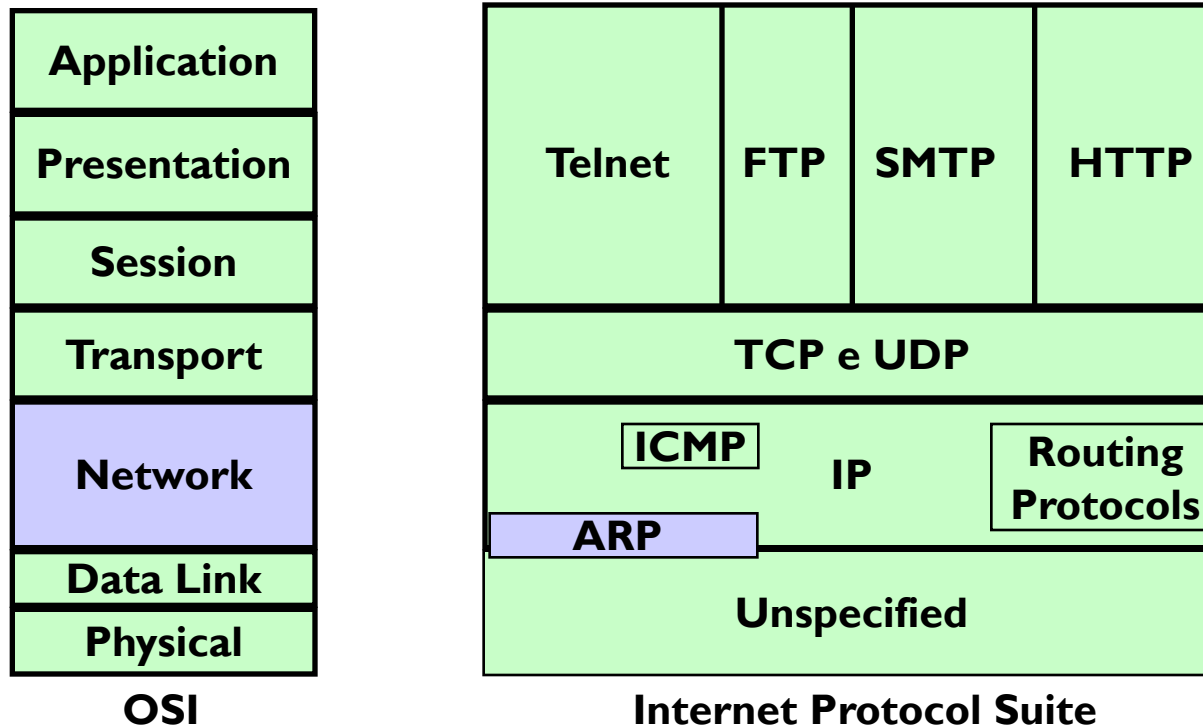 Application
Presentation
Session
Transport
Network
Data Link
Physical
OSI
Telnet
FTP
SMTP
HTTP
TCP e UDP
ICMP
IP
Routing
Protocols
ARP
Unspecified
Internet Protocol Suite